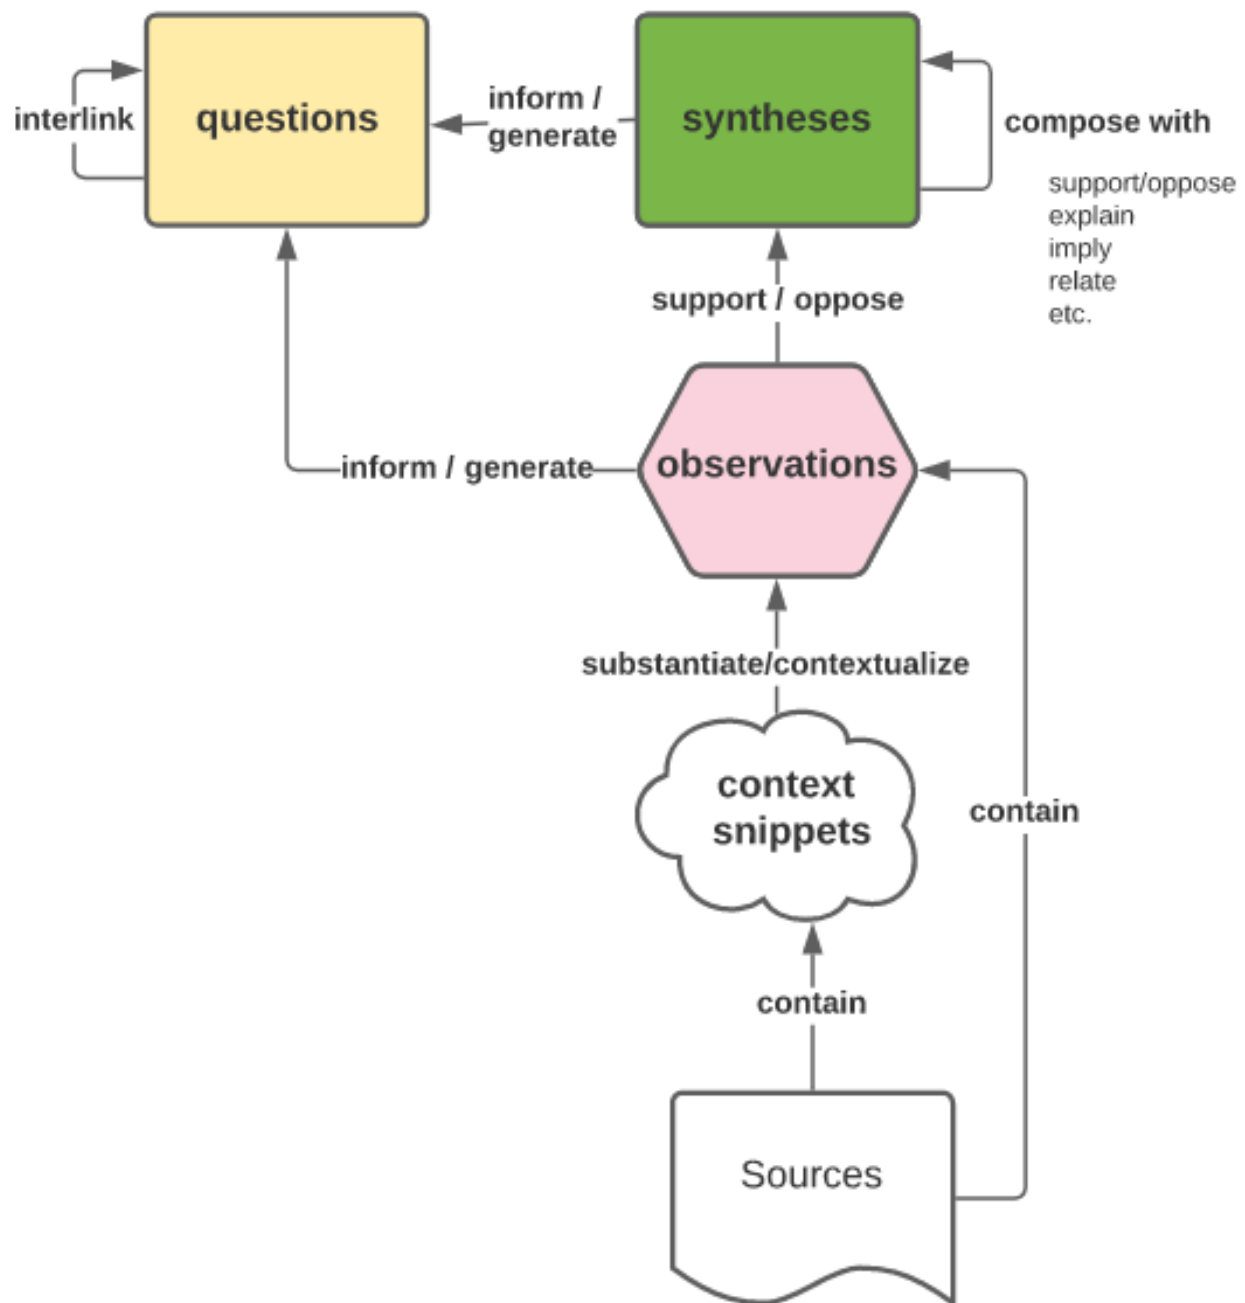 questions
interlink
inform /
generate
syntheses
compose with
support/oppose
explain
imply
relate
etc.
support / oppose
observations
inform / generate
substantiate/contextualize
context
snippets
contain
contain
Sources